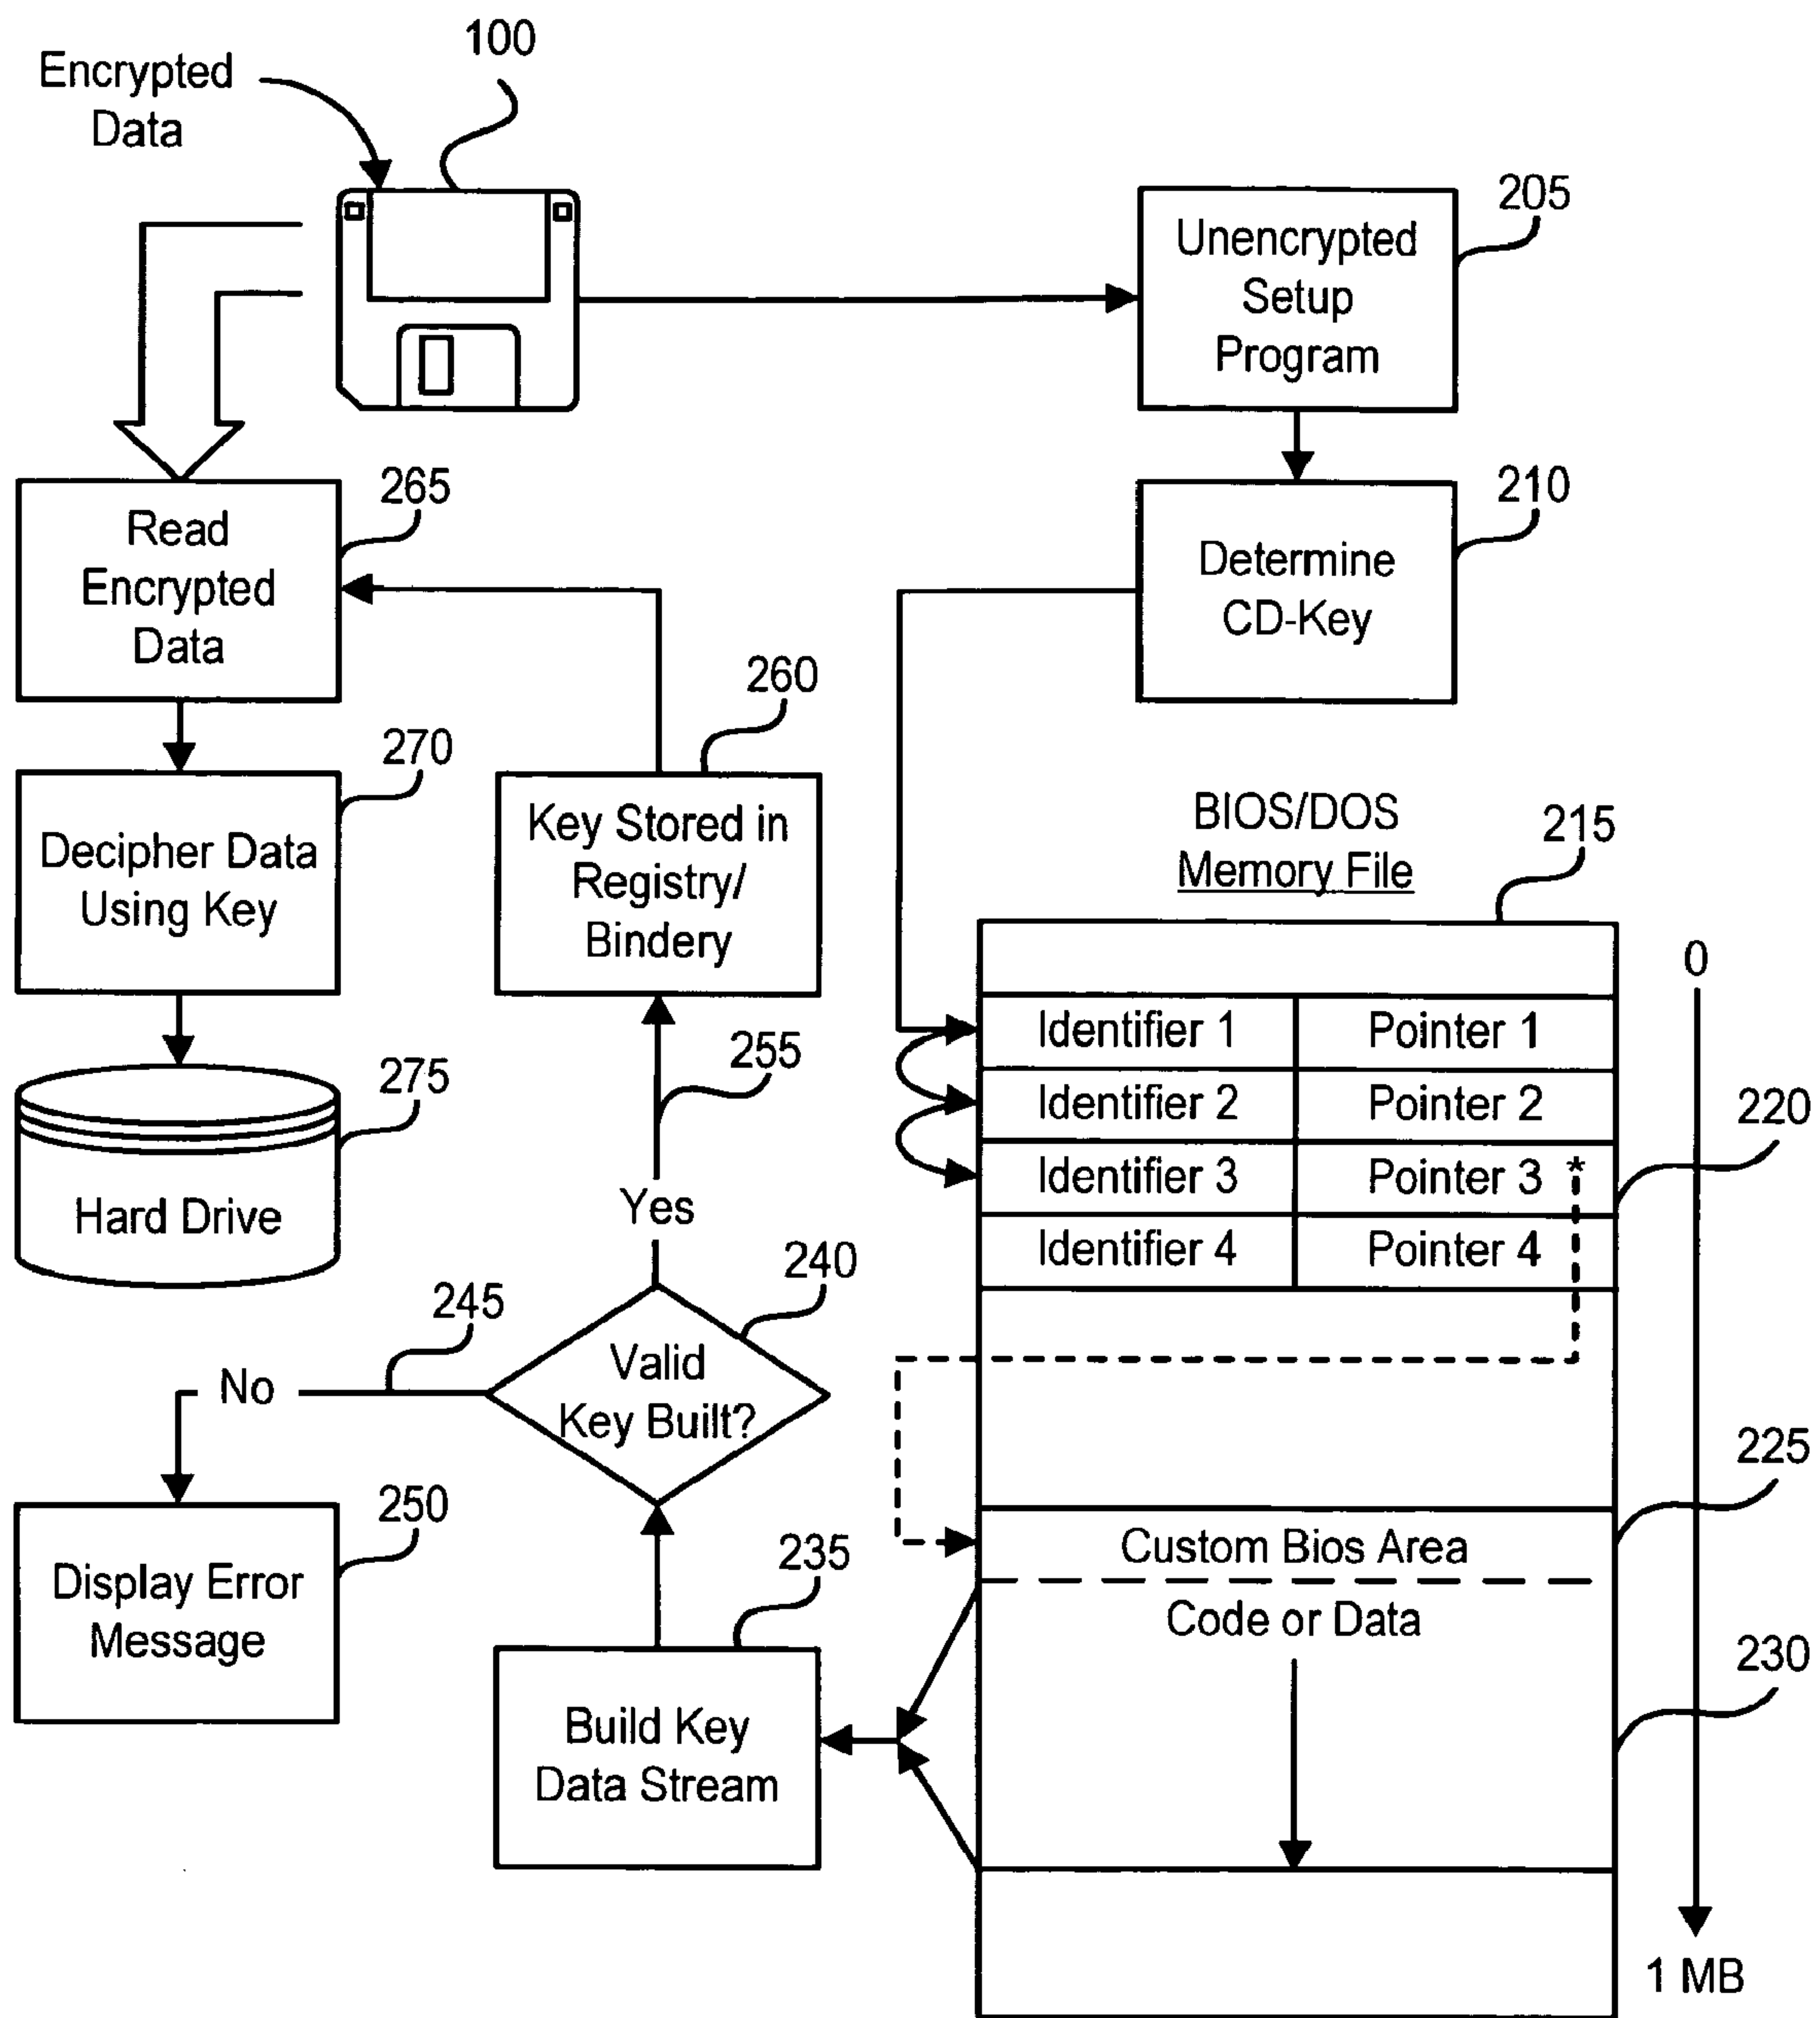 100
Encrypted
Data
205
Unencrypted
Setup
Program
265
Read
Encrypted
Data
210
Determine
CD-Key
260
Key Stored in
Registry/
Bindery
270
Decipher Data
Using Key
BIOS/DOS
Memory File
215
0
Identifier 1 Pointer 1
Identifier 2 Pointer 2
Identifier 3 Pointer 3 *
Identifier 4 Pointer 4
220
255
275
Hard Drive
Yes
240
245
No
Valid
Key Built?
225
Custom Bios Area
Code or Data
230
250
Display Error
Message
235
Build Key
Data Stream
1 MB